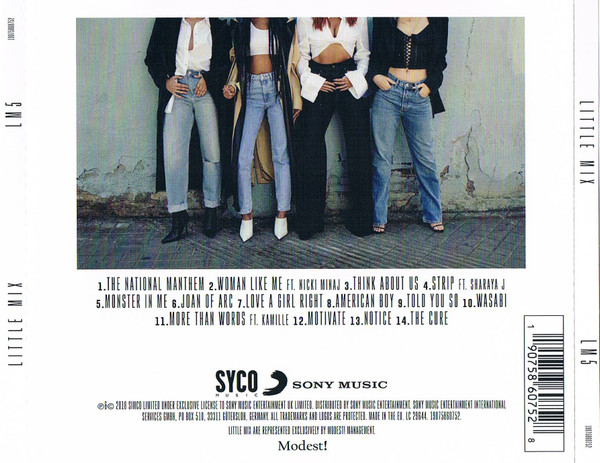 LITTLE MIX
LM5
19075860752
1.THE NATIONAL MANTHEM 2.WOMAN LIKE ME FT. NICKI MINAJ 3.THINK ABOUT US 4.STRIP FT. SHARAYA J
5.MONSTER IN ME 6.JOAN OF ARC 7.LOVE A GIRL RIGHT 8.AMERICAN BOY 9.TOLD YOU SO 10.WASABI
11.MORE THAN WORDS FT. KAMILLE 12.MOTIVATE 13.NOTICE 14.THE CURE
SYCO
MUSIC
SONY MUSIC
℗© 2018 SIMCO LIMITED UNDER EXCLUSIVE LICENSE TO SONY MUSIC ENTERTAINMENT UK LIMITED. DISTRIBUTED BY SONY MUSIC ENTERTAINMENT. SONY MUSIC ENTERTAINMENT INTERNATIONAL
SERVICES GMBH, PO BOX 510, 33311 GUTERSLOH, GERMANY. ALL TRADEMARKS AND LOGOS ARE PROTECTED. MADE IN THE EU. LC 29644. 19075860752.
LITTLE MIX ARE REPRESENTED EXCLUSIVELY BY MODEST! MANAGEMENT.
Modest!
1 90758 60752 8
LITTLE MIX
LM5
19075860752